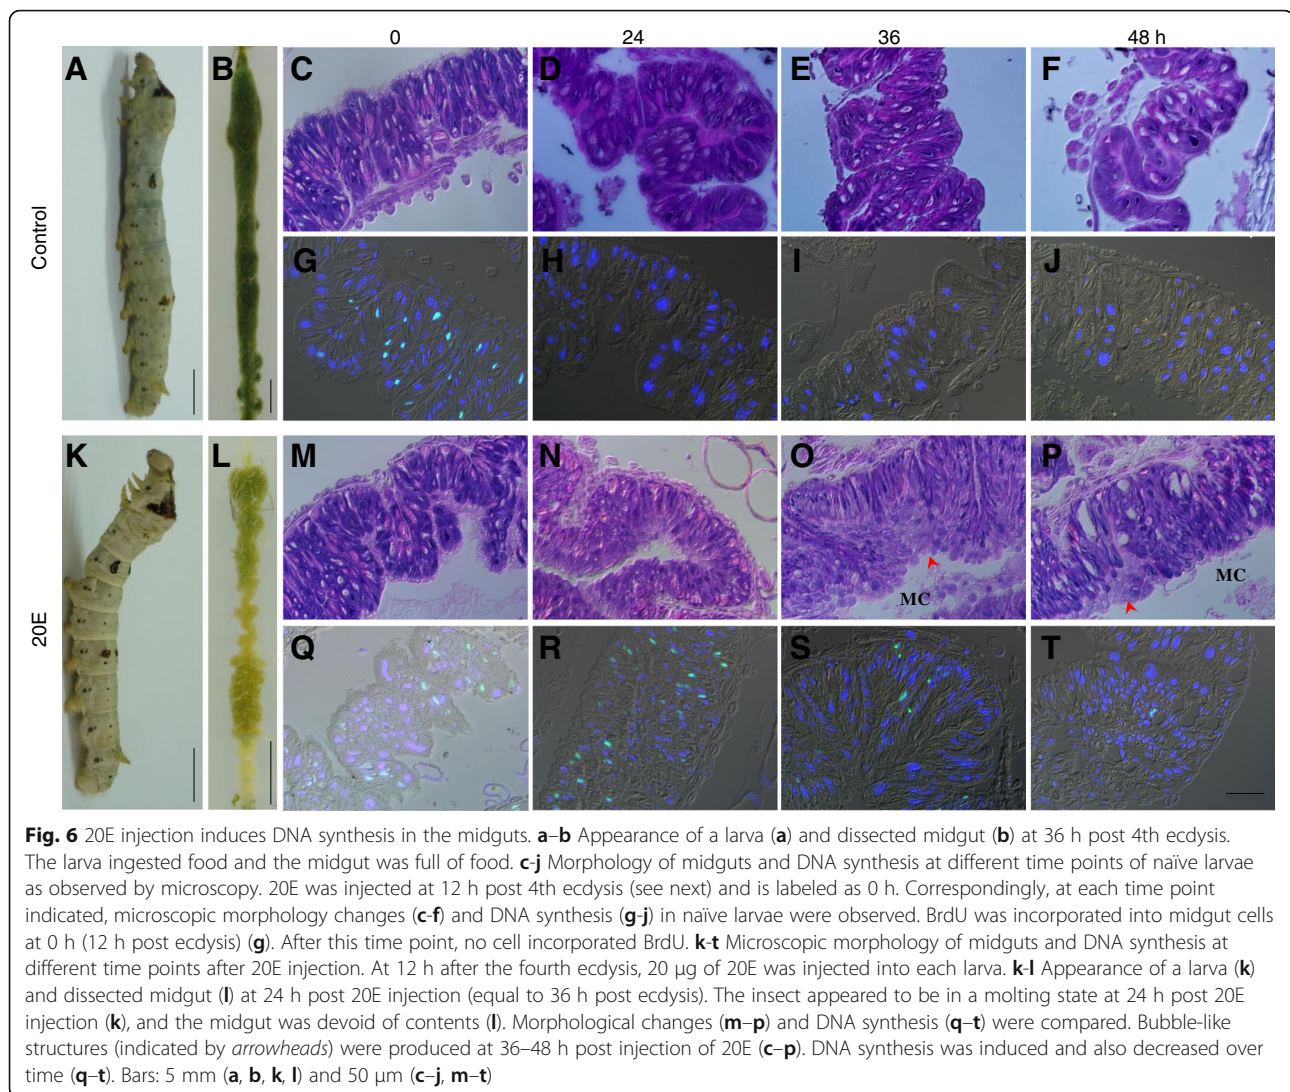 0 24 36 48 h
A B C D E F
Control
G H I J
K L M N O P
MC MC
20E
Q R S T
Fig. 6 20E injection induces DNA synthesis in the midguts. a–b Appearance of a larva (a) and dissected midgut (b) at 36 h post 4th ecdysis.
The larva ingested food and the midgut was full of food. c-j Morphology of midguts and DNA synthesis at different time points of naïve larvae
as observed by microscopy. 20E was injected at 12 h post 4th ecdysis (see next) and is labeled as 0 h. Correspondingly, at each time point
indicated, microscopic morphology changes (c-f) and DNA synthesis (g-j) in naïve larvae were observed. BrdU was incorporated into midgut cells
at 0 h (12 h post ecdysis) (g). After this time point, no cell incorporated BrdU. k-t Microscopic morphology of midguts and DNA synthesis at
different time points after 20E injection. At 12 h after the fourth ecdysis, 20 μg of 20E was injected into each larva. k-l Appearance of a larva (k)
and dissected midgut (l) at 24 h post 20E injection (equal to 36 h post ecdysis). The insect appeared to be in a molting state at 24 h post 20E
injection (k), and the midgut was devoid of contents (l). Morphological changes (m–p) and DNA synthesis (q–t) were compared. Bubble-like
structures (indicated by arrowheads) were produced at 36–48 h post injection of 20E (c–p). DNA synthesis was induced and also decreased over
time (q–t). Bars: 5 mm (a, b, k, l) and 50 μm (c–j, m–t)